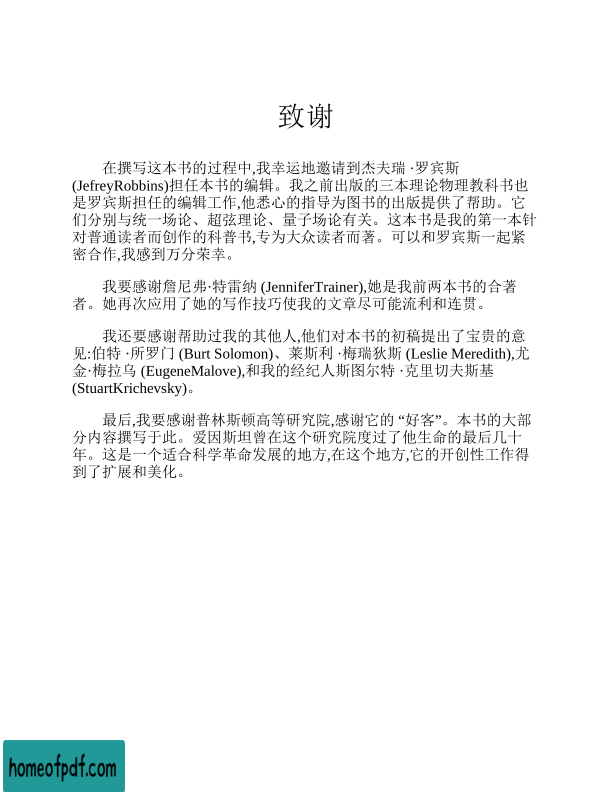 致谢
在撰写这本书的过程中,我幸运地邀请到杰夫瑞 ·罗宾斯
(JefreyRobbins)担任本书的编辑。我之前出版的三本理论物理教科书也
是罗宾斯担任的编辑工作,他悉心的指导为图书的出版提供了帮助。它
们分别与统一场论、超弦理论、量子场论有关。这本书是我的第一本针
对普通读者而创作的科普书,专为大众读者而著。可以和罗宾斯一起紧
密合作,我感到万分荣幸。
我要感谢詹尼弗·特雷纳 (JenniferTrainer),她是我前两本书的合著
者。她再次应用了她的写作技巧使我的文章尽可能流利和连贯。
我还要感谢帮助过我的其他人,他们对本书的初稿提出了宝贵的意
见:伯特 ·所罗门 (Burt Solomon)、莱斯利 ·梅瑞狄斯 (Leslie Meredith),尤
金·梅拉乌 (EugeneMalove),和我的经纪人斯图尔特 ·克里切夫斯基
(StuartKrichevsky)。
最后,我要感谢普林斯顿高等研究院,感谢它的 “好客”。本书的大部
分内容撰写于此。爱因斯坦曾在这个研究院度过了他生命的最后几十
年。这是一个适合科学革命发展的地方,在这个地方,它的开创性工作得
到了扩展和美化。
homeofpdf.com